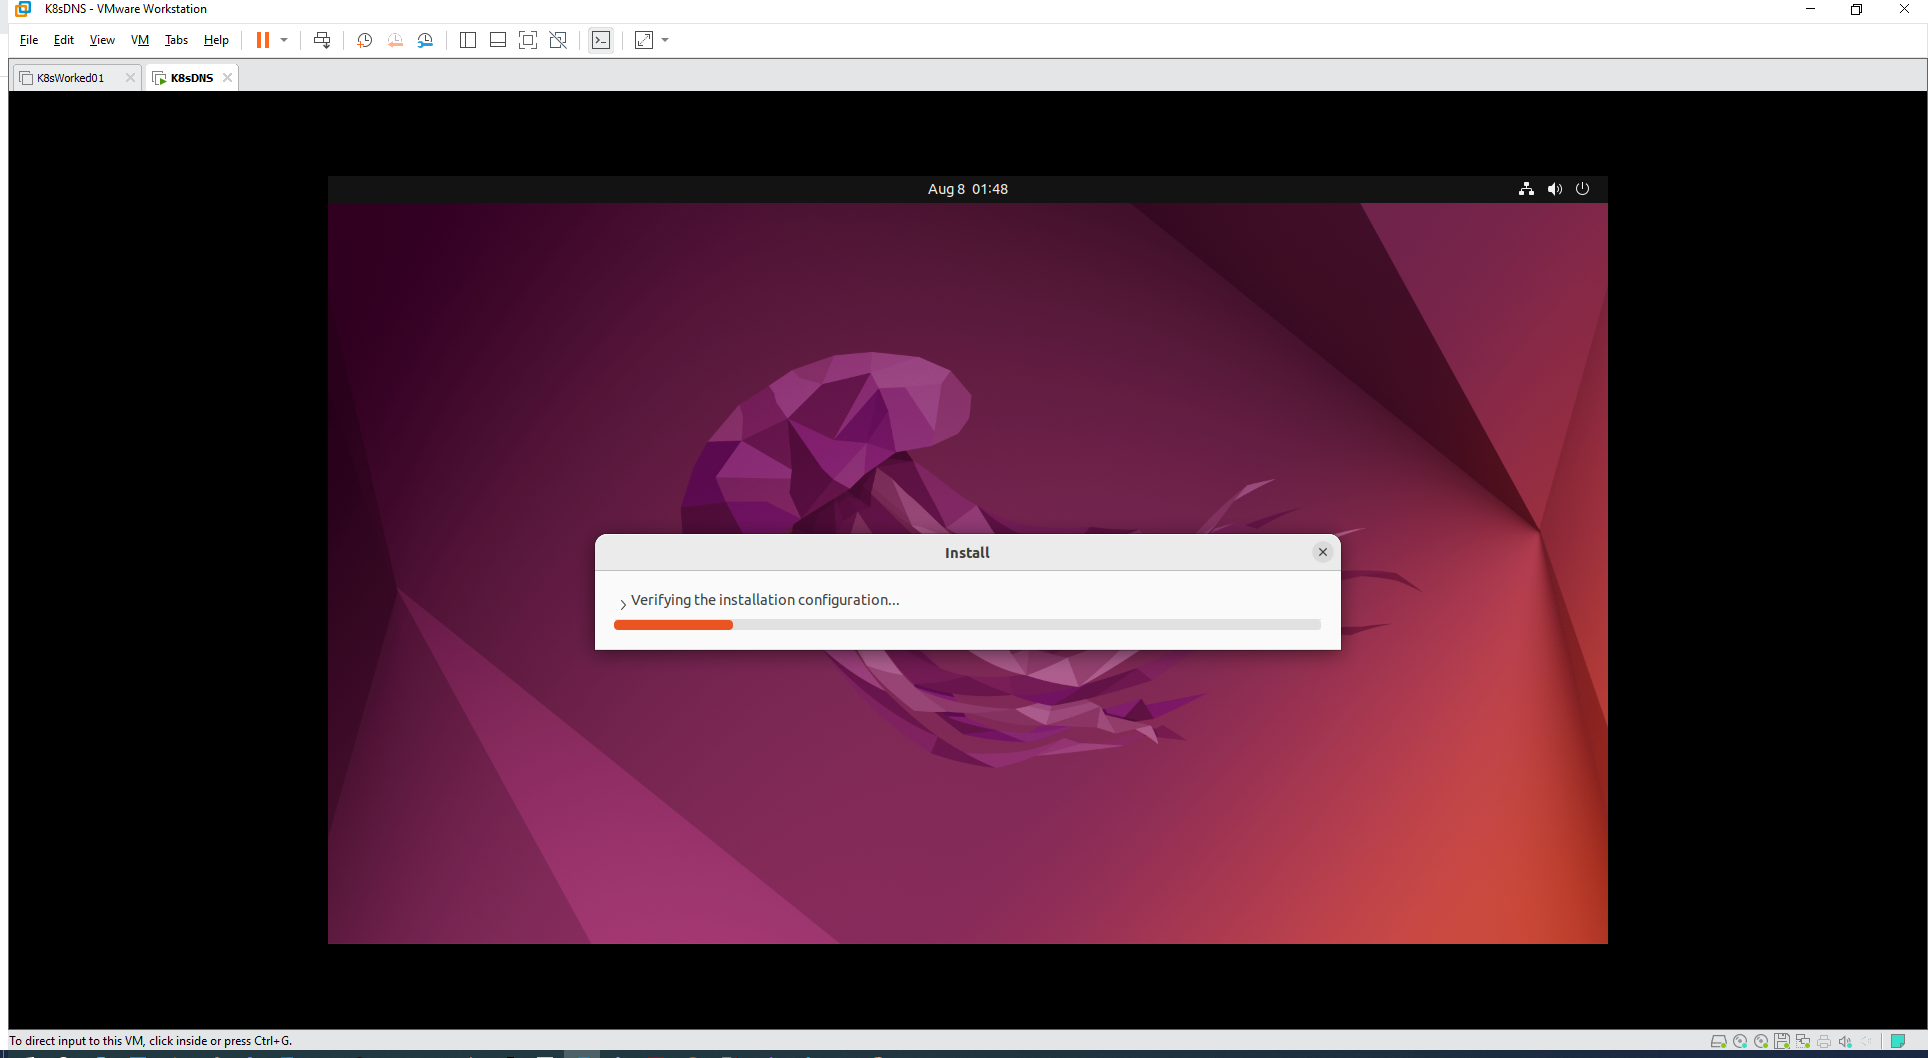 K8sDNS - VMware Workstation
File Edit View VM Tabs Help
K8sWorked01 K8sDNS
Aug 8 01:48
Install
Verifying the installation configuration...
To direct input to this VM, click inside or press Ctrl+G.